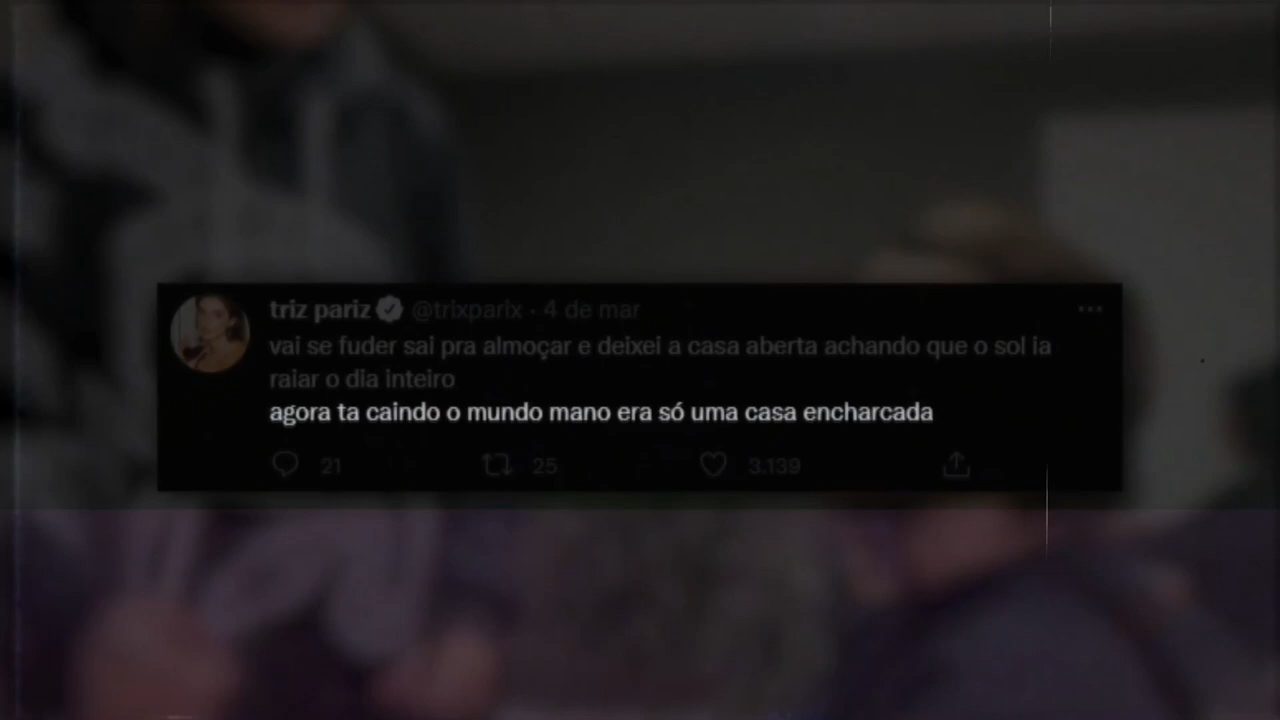 triz pariz @trixparix · 4 de mar
vai se fuder sai pra almoçar e deixei a casa aberta achando que o sol ia
raiar o dia inteiro
agora ta caindo o mundo mano era só uma casa encharcada
21 25 3.139